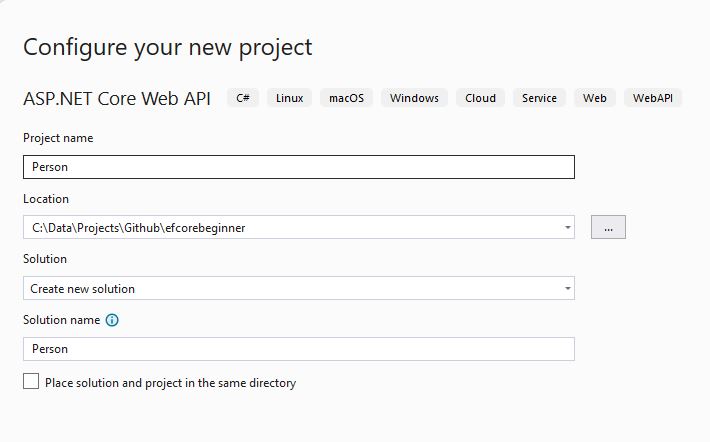 Configure your new project
ASP.NET Core Web API C# Linux macOS Windows Cloud Service Web WebAPI
Project name
Person
Location
C:\Data\Projects\Github\efcorebeginner ...
Solution
Create new solution
Solution name
Person
Place solution and project in the same directory